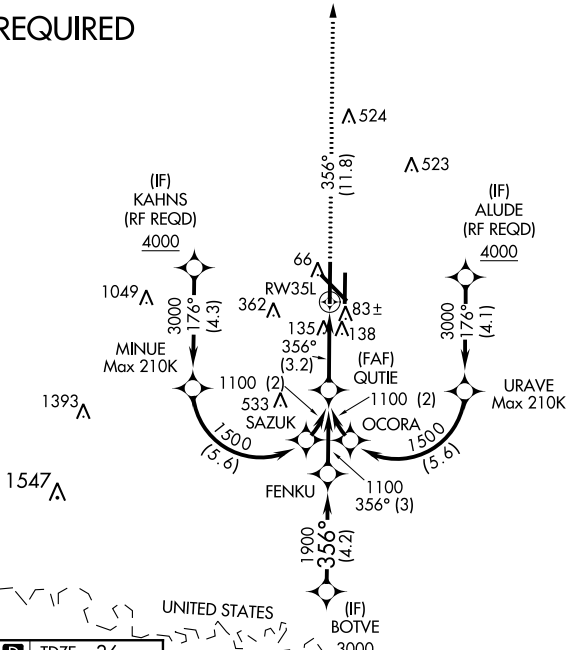 REQUIRED
524
356°
(11.8)
523
(IF)
KAHNS
(RF REQD)
4000
(IF)
ALUDE
(RF REQD)
4000
66
RW35L
1049
3000
176°
(4.3)
362
83±
3000
176°
(4.1)
135
138
356°
(3.2)
MINUE
Max 210K
(FAF)
QUTIE
1100 (2)
1100 (2)
URAVE
Max 210K
1393
533
SAZUK
OCORA
1500
(5.6)
1500
(5.6)
1547
FENKU
1100
356° (3)
1900
356°
(4.2)
UNITED STATES
(IF)
BOTVE
3000
D TDZE 26